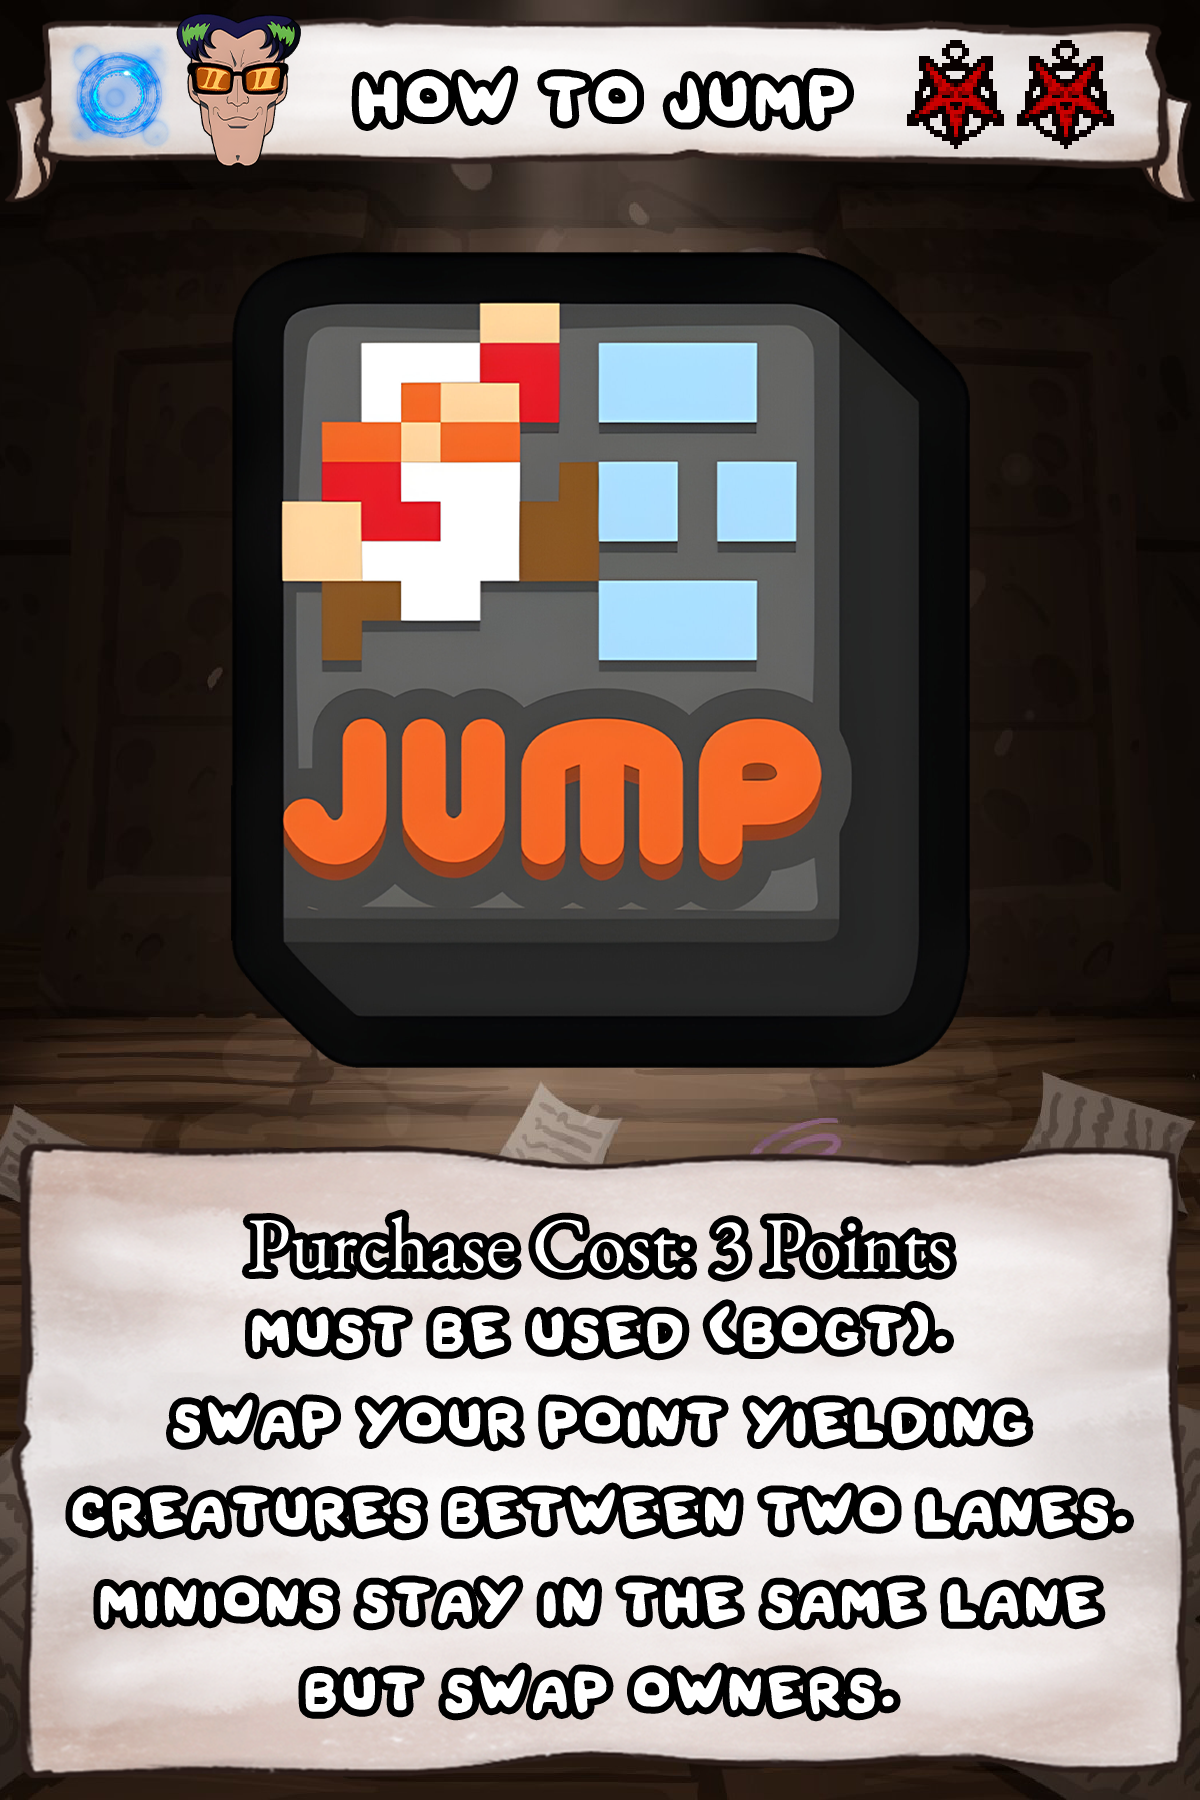 HOW TO JUMP
JUMP
Purchase Cost: 3 Points
MUST BE USED (BOGT).
SWAP YOUR POINT YIELDING
CREATURES BETWEEN TWO LANES.
MINIONS STAY IN THE SAME LANE
BUT SWAP OWNERS.